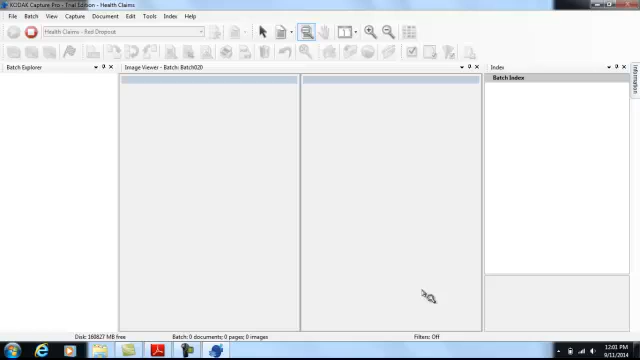 KODAK Capture Pro - Trial Edition - Health Claims
File Batch View Capture Document Edit Tools Index Help
Health Claims - Red Dropout
Batch Explorer
Image Viewer - Batch: Batch020
Index
Information
Batch Index
Disk: 160827 MB free
Batch: 0 documents; 0 pages; 0 images
Filters: Off
12:01 PM
9/11/2014